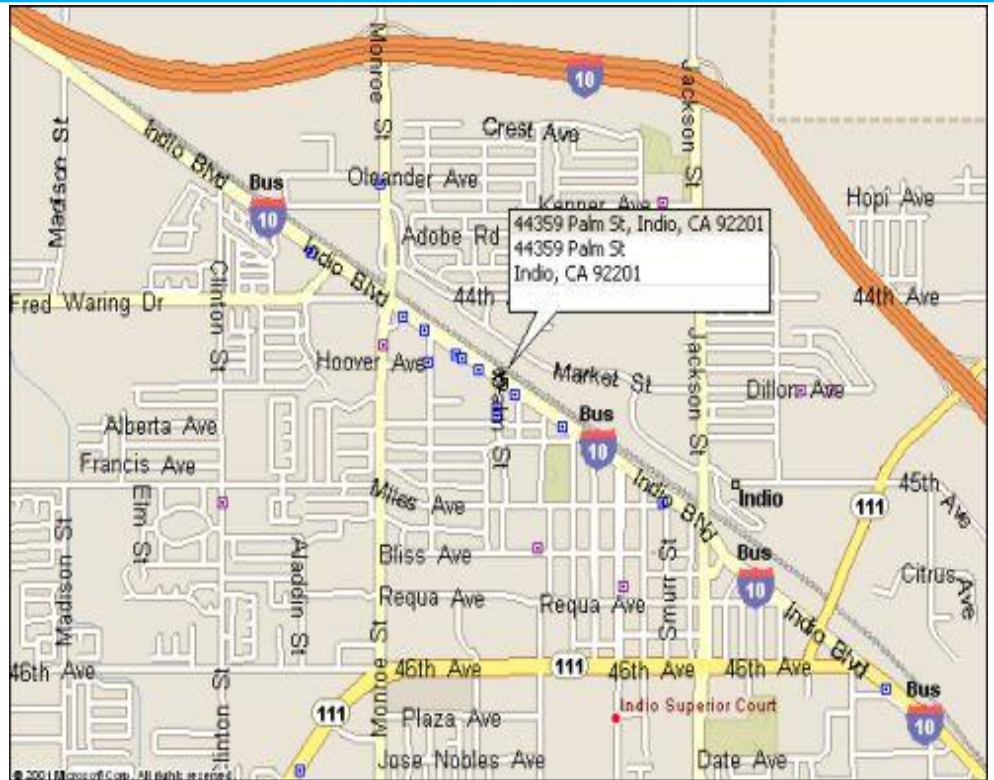 Monroe St
10
Jackson St
Madison St
Indio Blvd
Crest Ave
Bus
10
Oleander Ave
Kenner Ave
Hopi Ave
44359 Palm St, Indio, CA 92201
44359 Palm St
Indio, CA 92201
Adobe Rd
Indio Blvd
Clinton St
Fred Waring Dr
44th
44th Ave
Hoover Ave
Market St
Jackson St
Dillon Ave
Bus
10
Palm St
Alberta Ave
Francis Ave
Elm St
Miles Ave
Indio Blvd
Indio
111
45th Ave
Madison St
Aladdin St
Bliss Ave
Bus
10
Citrus Ave
Requa Ave
Requa Ave
Smurr St
Indio Blvd
46th Ave
Clinton St
Monroe St
46th Ave
111
46th Ave
46th Ave
Bus
10
111
Plaza Ave
Indio Superior Court
Jose Nobles Ave
Date Ave
© 2001 Microsoft Corp. All rights reserved